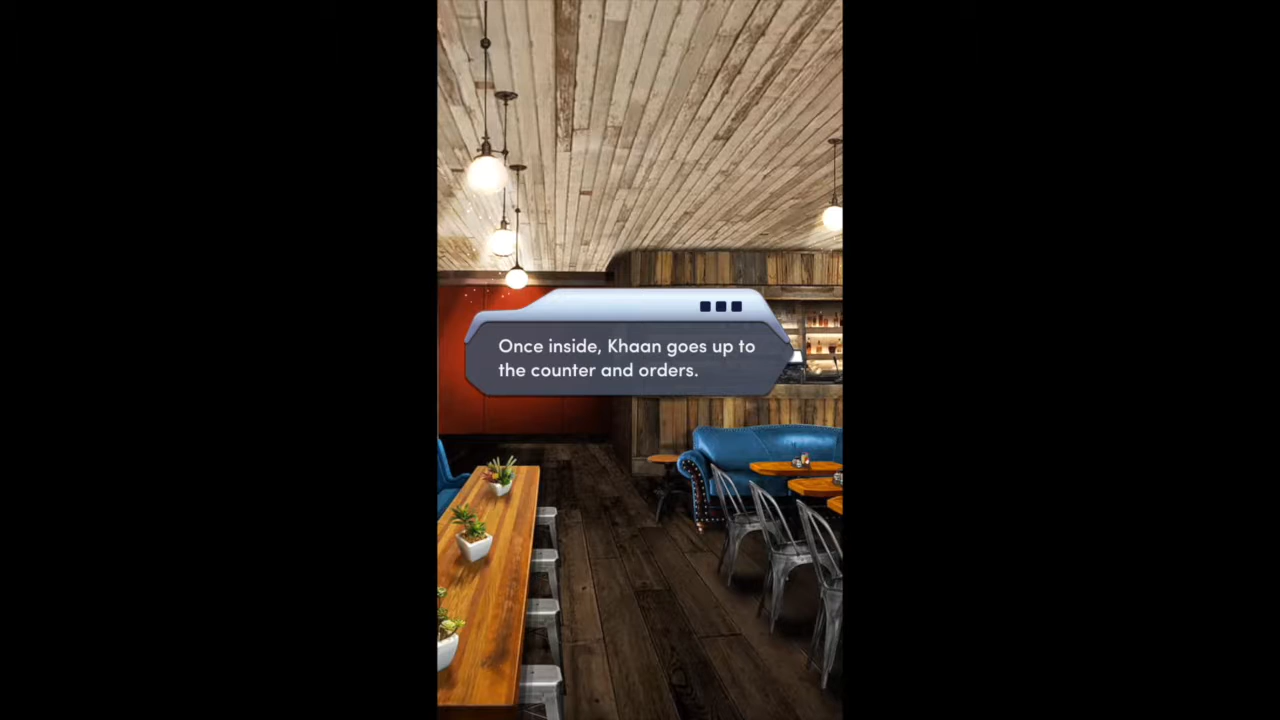 Once inside, Khaan goes up to
the counter and orders.